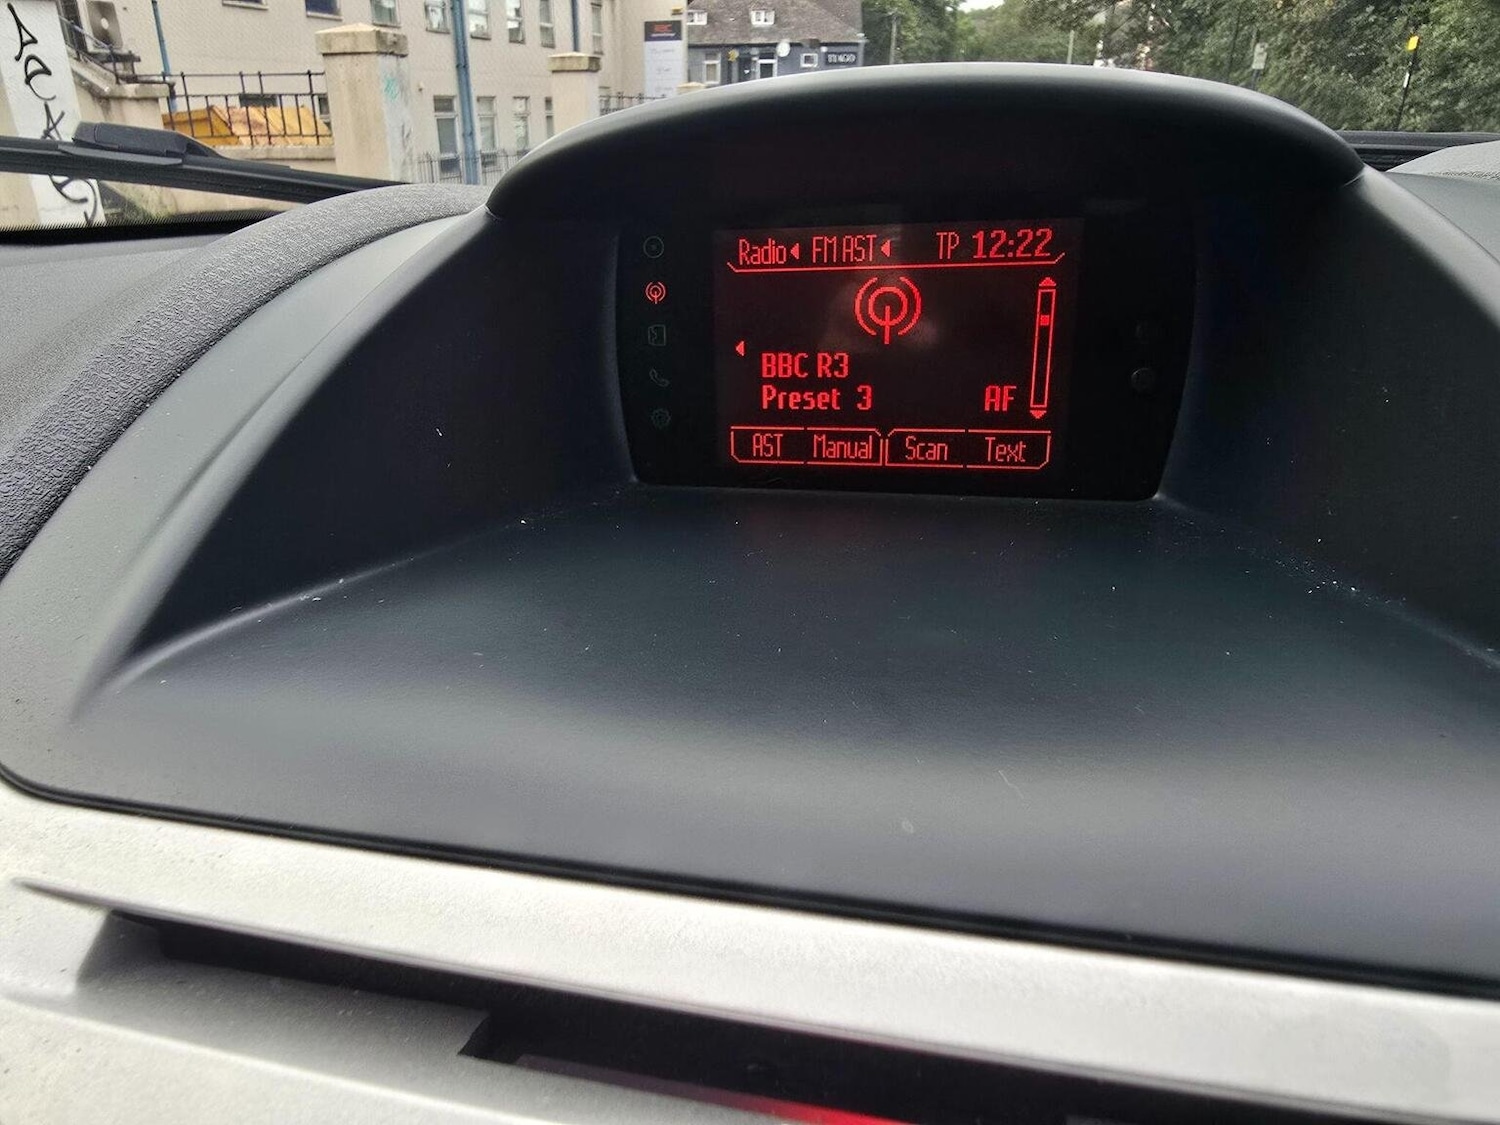 Radio FM AST TP 12:22
BBC R3
Preset 3
AF
AST Manual Scan Text